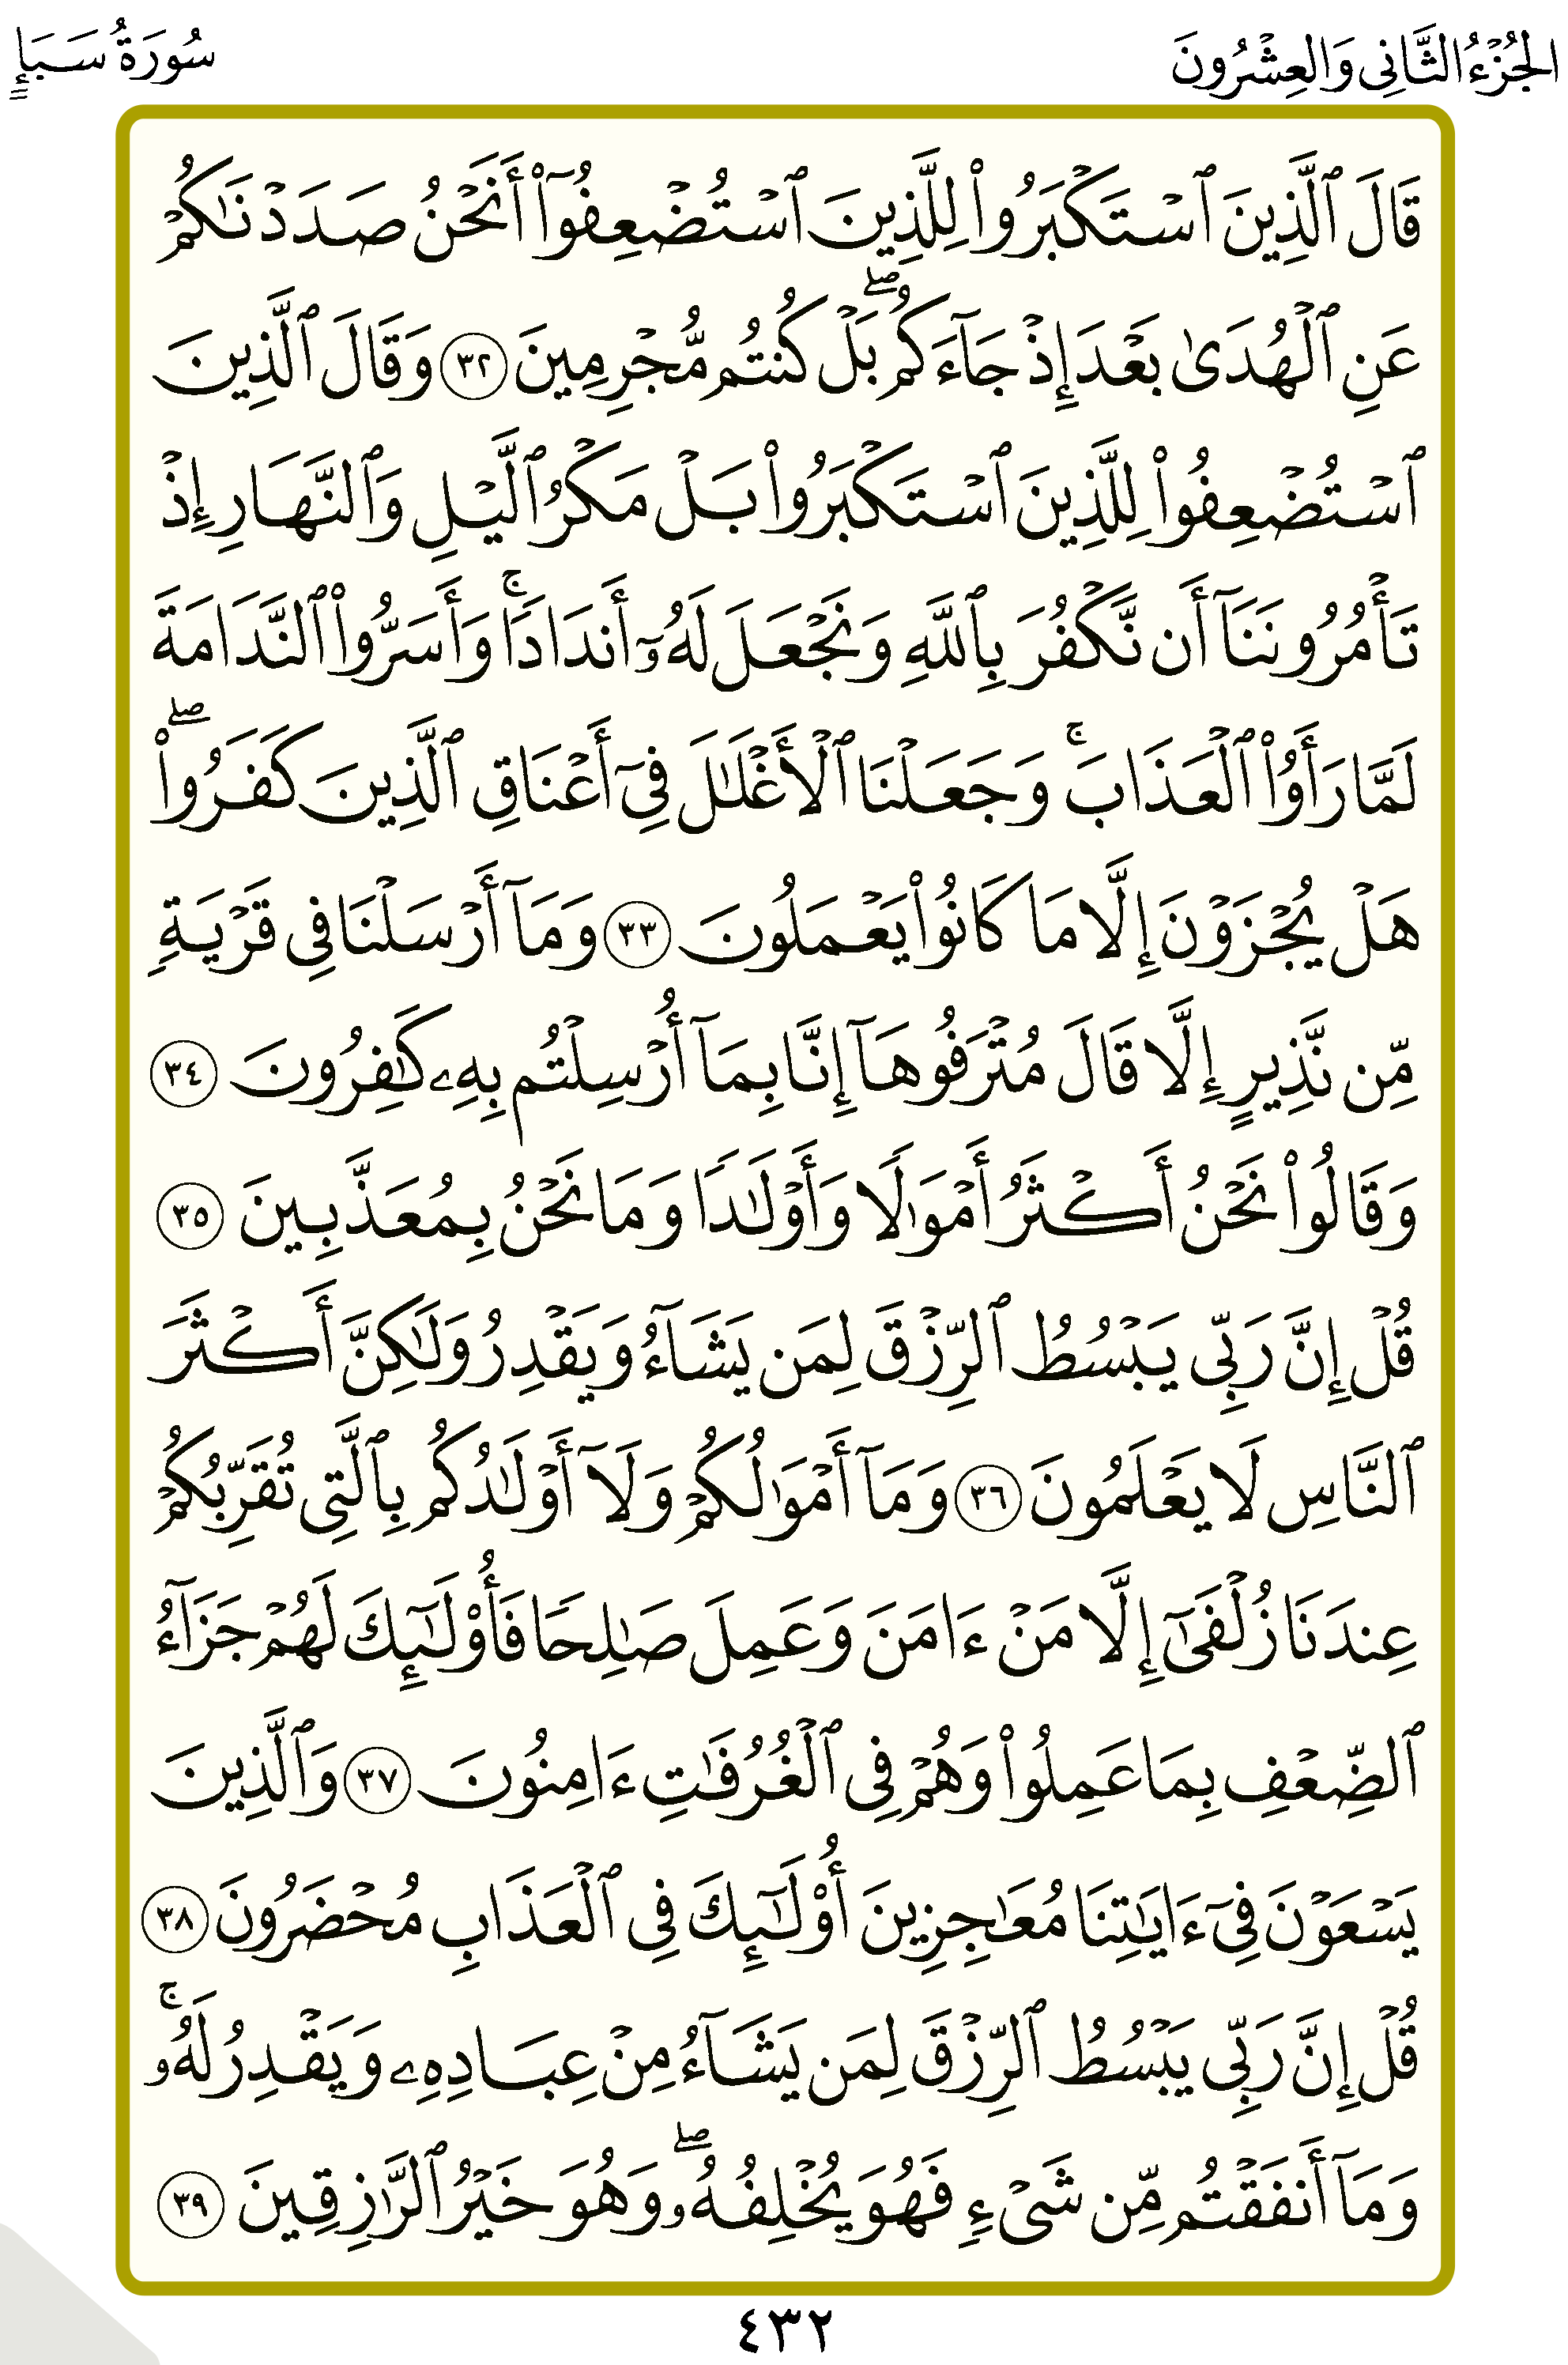 الجُزْءُ الثَّانِي وَالعِشْرُونَ
سُورَةُ سَبَإٍ
قَالَ ٱلَّذِينَ ٱسْتَكْبَرُوا۟ لِلَّذِينَ ٱسْتُضْعِفُوٓا۟ أَنَحْنُ صَدَدْنَٰكُمْ
عَنِ ٱلْهُدَىٰ بَعْدَ إِذْ جَآءَكُم ۖ بَلْ كُنتُم مُّجْرِمِينَ ٣٢ وَقَالَ ٱلَّذِينَ
ٱسْتُضْعِفُوا۟ لِلَّذِينَ ٱسْتَكْبَرُوا۟ بَلْ مَكْرُ ٱلَّيْلِ وَٱلنَّهَارِ إِذْ
تَأْمُرُونَنَآ أَن نَّكْفُرَ بِٱللَّهِ وَنَجْعَلَ لَهُۥٓ أَندَادًا ۚ وَأَسَرُّوا۟ ٱلنَّدَامَةَ
لَمَّا رَأَوُا۟ ٱلْعَذَابَ ۚ وَجَعَلْنَا ٱلْأَغْلَٰلَ فِىٓ أَعْنَاقِ ٱلَّذِينَ كَفَرُوا۟ ۖ
هَلْ يُجْزَوْنَ إِلَّا مَا كَانُوا۟ يَعْمَلُونَ ٣٣ وَمَآ أَرْسَلْنَا فِى قَرْيَةٍ
مِّن نَّذِيرٍ إِلَّا قَالَ مُتْرَفُوهَآ إِنَّا بِمَآ أُرْسِلْتُم بِهِۦ كَٰفِرُونَ ٣٤
وَقَالُوا۟ نَحْنُ أَكْثَرُ أَمْوَٰلًا وَأَوْلَٰدًا وَمَا نَحْنُ بِمُعَذَّبِينَ ٣٥
قُلْ إِنَّ رَبِّى يَبْسُطُ ٱلرِّزْقَ لِمَن يَشَآءُ وَيَقْدِرُ وَلَٰكِنَّ أَكْثَرَ
ٱلنَّاسِ لَا يَعْلَمُونَ ٣٦ وَمَآ أَمْوَٰلُكُمْ وَلَآ أَوْلَٰدُكُم بِٱلَّتِى تُقَرِّبُكُمْ
عِندَنَا زُلْفَىٰٓ إِلَّا مَنْ ءَامَنَ وَعَمِلَ صَٰلِحًا فَأُو۟لَٰٓئِكَ لَهُمْ جَزَآءُ
ٱلضِّعْفِ بِمَا عَمِلُوا۟ وَهُمْ فِى ٱلْغُرُفَٰتِ ءَامِنُونَ ٣٧ وَٱلَّذِينَ
يَسْعَوْنَ فِىٓ ءَايَٰتِنَا مُعَٰجِزِينَ أُو۟لَٰٓئِكَ فِى ٱلْعَذَابِ مُحْضَرُونَ ٣٨
قُلْ إِنَّ رَبِّى يَبْسُطُ ٱلرِّزْقَ لِمَن يَشَآءُ مِنْ عِبَادِهِۦ وَيَقْدِرُ لَهُۥ ۚ
وَمَآ أَنفَقْتُم مِّن شَىْءٍ فَهُوَ يُخْلِفُهُۥ ۖ وَهُوَ خَيْرُ ٱلرَّٰزِقِينَ ٣٩
٤٣٢